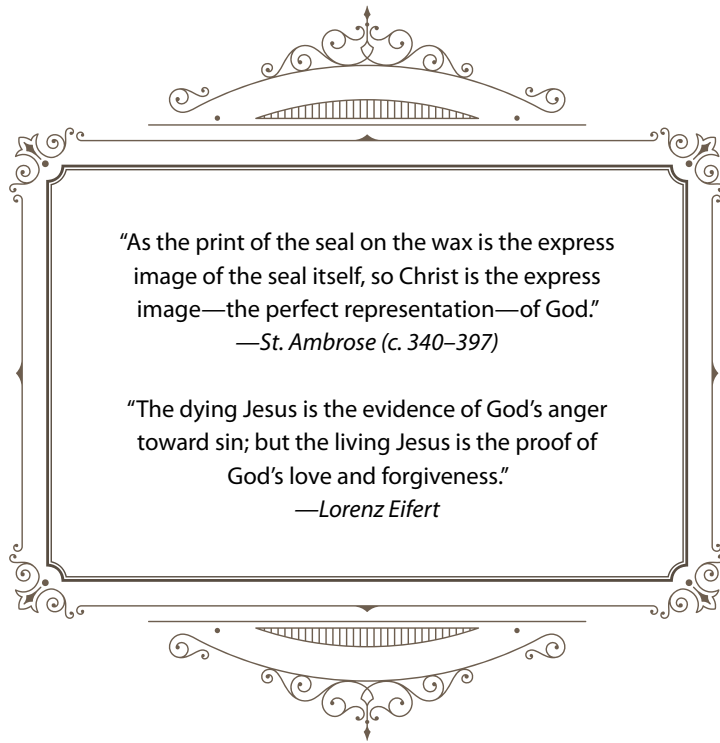 “As the print of the seal on the wax is the express
image of the seal itself, so Christ is the express
image—the perfect representation—of God.”
—St. Ambrose (c. 340–397)
“The dying Jesus is the evidence of God’s anger
toward sin; but the living Jesus is the proof of
God’s love and forgiveness.”
—Lorenz Eifert